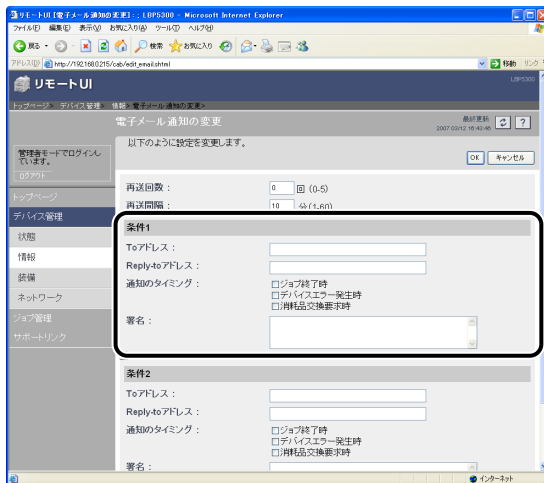 リモートUI [電子メール通知の変更] : ; LBP5300 - Microsoft Internet Explorer
ファイル(F) 編集(E) 表示(V) お気に入り(A) ツール(T) ヘルプ(H)
戻る 検索 お気に入り
アドレス(D) http://192.168.0.215/cab/edit_email.shtml 移動 リンク
リモートUI LBP5300
トップページ> デバイス管理> 情報> 電子メール通知の変更>
電子メール通知の変更 最終更新
2007 03/12 16:43:46 ?
管理者モードでログインしています。
ログアウト
以下のように設定を変更します。
OK キャンセル
トップページ
デバイス管理
状態
情報
装備
ネットワーク
ジョブ管理
サポートリンク
再送回数: 0 回 (0-5)
再送間隔: 10 分 (1-60)
条件1
Toアドレス:
Reply-toアドレス:
通知のタイミング: ジョブ終了時
デバイスエラー発生時
消耗品交換要求時
署名:
条件2
Toアドレス:
Reply-toアドレス:
通知のタイミング: ジョブ終了時
デバイスエラー発生時
消耗品交換要求時
署名:
インターネット